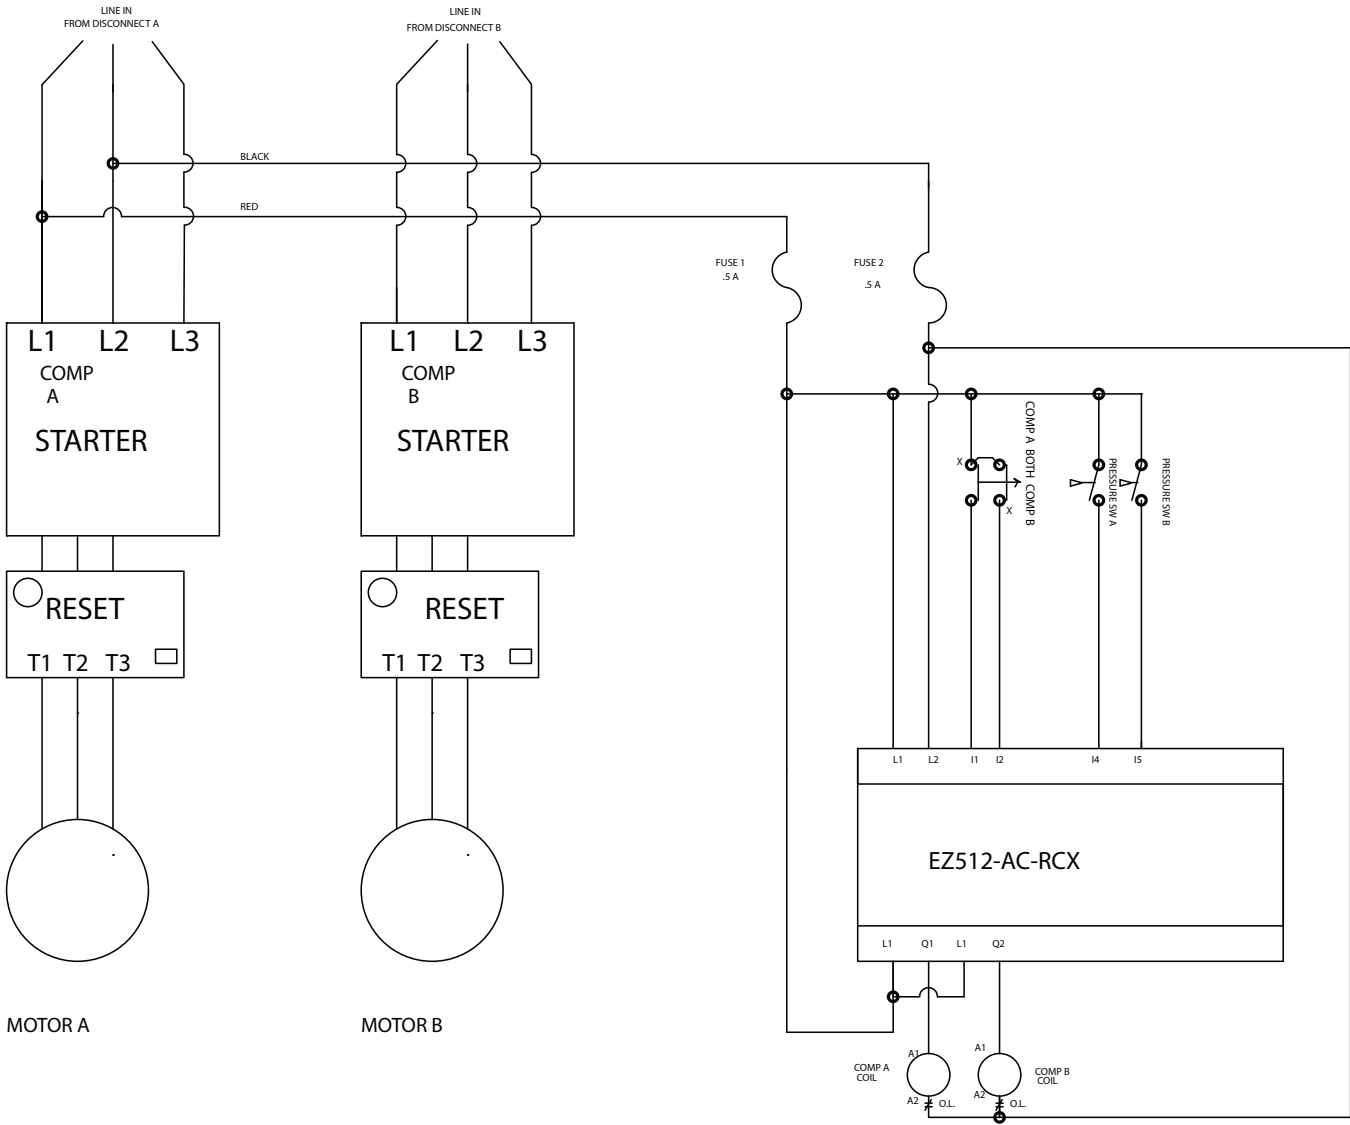 LINE IN
FROM DISCONNECT A
LINE IN
FROM DISCONNECT B
BLACK
RED
FUSE 1
.5 A
FUSE 2
.5 A
L1 L2 L3
COMP
A
STARTER
L1 L2 L3
COMP
B
STARTER
COMP A BOTH COMP B
X
X
PRESSURE SW A
PRESSURE SW B
RESET
T1 T2 T3
RESET
T1 T2 T3
L1 L2 I1 I2 I4 I5
EZ512-AC-RCX
L1 Q1 L1 Q2
MOTOR A
MOTOR B
A1
COMP A
COIL
A2
O.L.
A1
COMP B
COIL
A2
O.L.